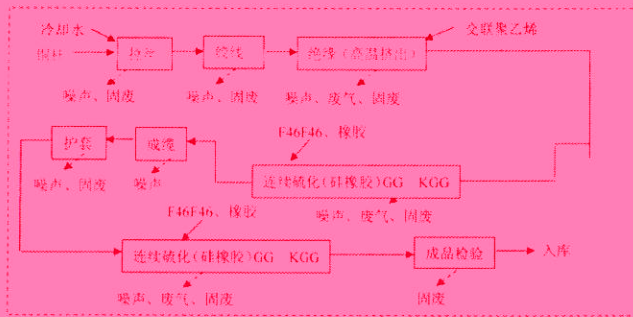 冷却水 交联聚乙烯
铜杆 拉丝 绞线 绝缘（高温挤出）
噪声、固废 噪声、固废 噪声、废气、固废
F46F46、橡胶
护套 成缆
连续硫化(硅橡胶)GG KGG
噪声、固废 噪声
噪声、废气、固废
F46F46、橡胶
连续硫化(硅橡胶)GG KGG 成品检验 入库
噪声、废气、固废 固废